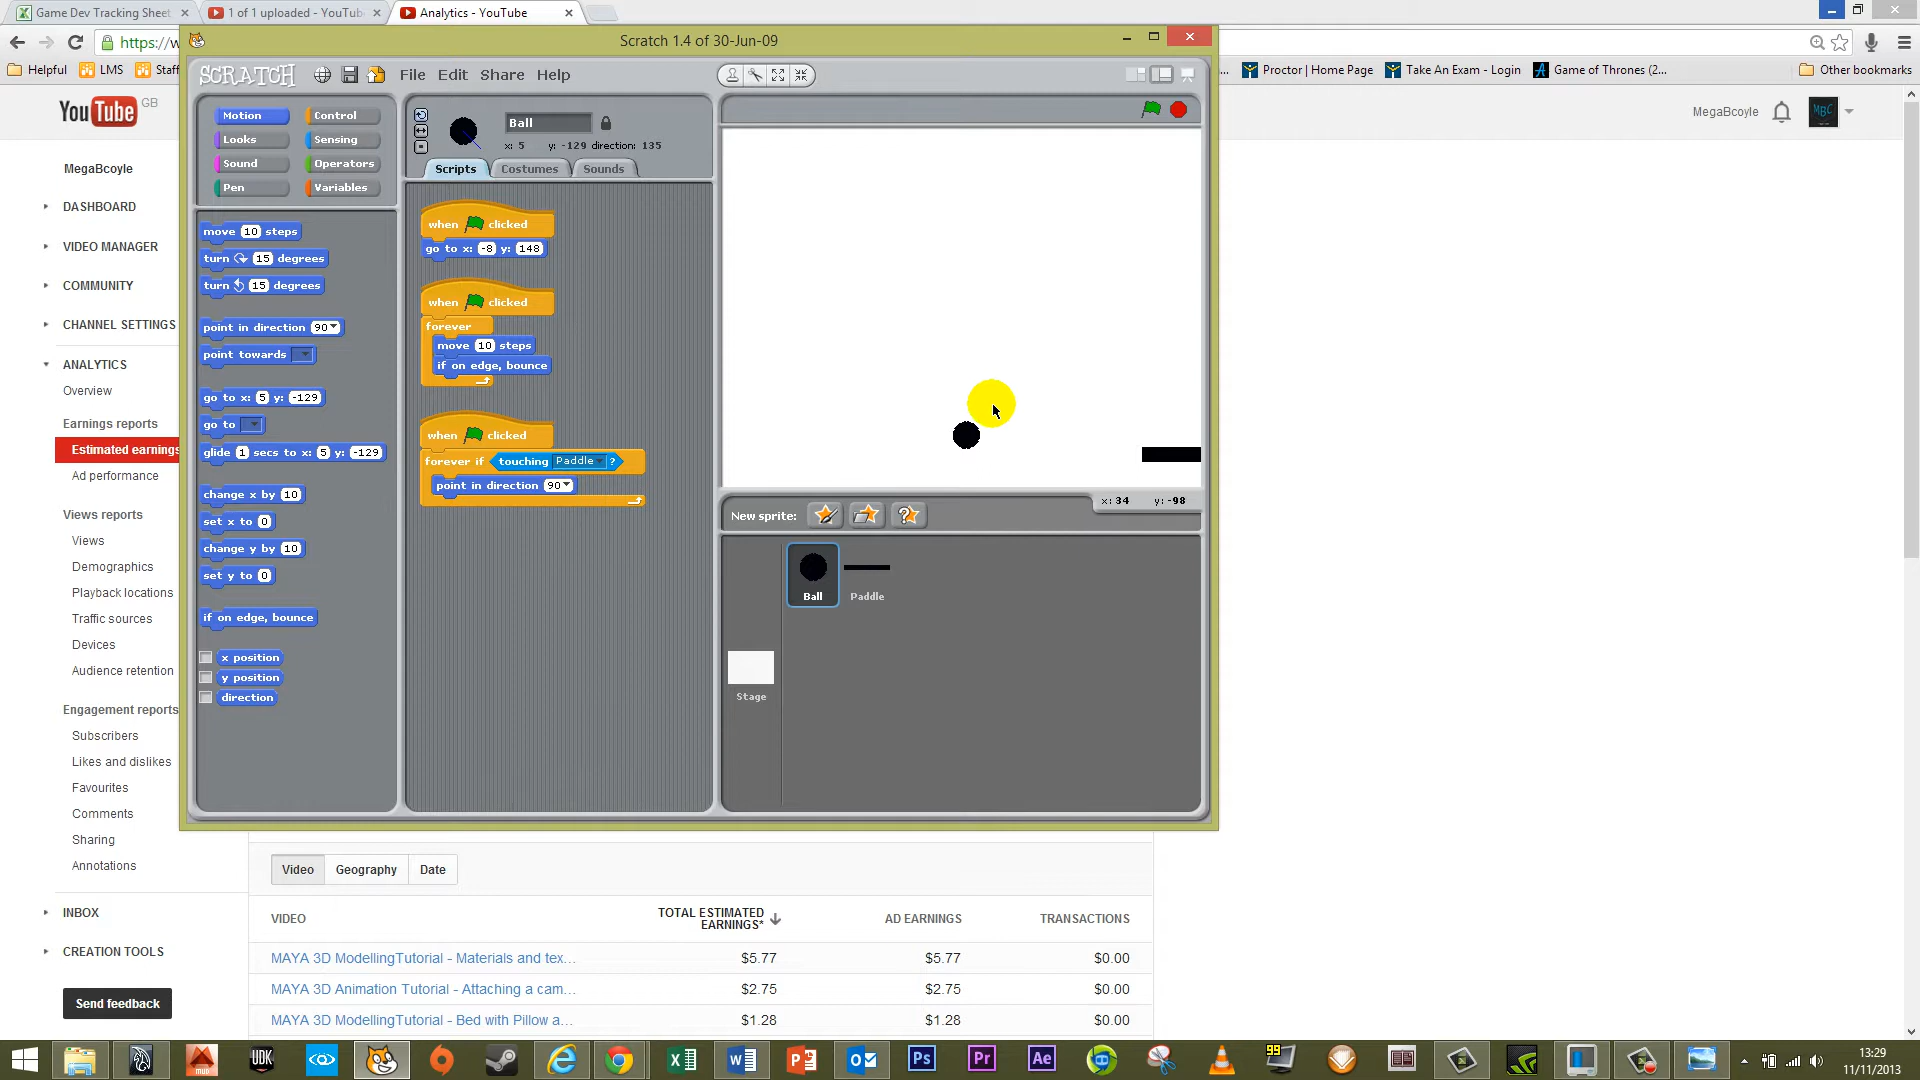 Game Dev Tracking Sheet
1 of 1 uploaded - YouTube
Analytics - YouTube
https://w
Helpful
LMS
Staff
Proctor | Home Page
Take An Exam - Login
Game of Thrones (2...
Other bookmarks
Scratch 1.4 of 30-Jun-09
SCRATCH
File Edit Share Help
YouTube GB
MegaBcoyle
MBC
MegaBcoyle
DASHBOARD
VIDEO MANAGER
COMMUNITY
CHANNEL SETTINGS
ANALYTICS
Overview
Earnings reports
Estimated earnings
Ad performance
Views reports
Views
Demographics
Playback locations
Traffic sources
Devices
Audience retention
Engagement reports
Subscribers
Likes and dislikes
Favourites
Comments
Sharing
Annotations
INBOX
CREATION TOOLS
Send feedback
Motion Control
Looks Sensing
Sound Operators
Pen Variables
move 10 steps
turn 15 degrees
turn 15 degrees
point in direction 90
point towards
go to x: 5 y: -129
go to
glide 1 secs to x: 5 y: -129
change x by 10
set x to 0
change y by 10
set y to 0
if on edge, bounce
x position
y position
direction
Ball
x: 5 y: -129 direction: 135
Scripts Costumes Sounds
when clicked
go to x: -8 y: 148
when clicked
forever
move 10 steps
if on edge, bounce
when clicked
forever if touching Paddle ?
point in direction 90
x: 34 y: -98
New sprite:
Ball
Paddle
Stage
Video Geography Date
VIDEO TOTAL ESTIMATED EARNINGS* AD EARNINGS TRANSACTIONS
MAYA 3D ModellingTutorial - Materials and tex... $5.77 $5.77 $0.00
MAYA 3D Animation Tutorial - Attaching a cam... $2.75 $2.75 $0.00
MAYA 3D ModellingTutorial - Bed with Pillow a... $1.28 $1.28 $0.00
UDK
Ps
Pr
Ae
99
13:29
11/11/2013